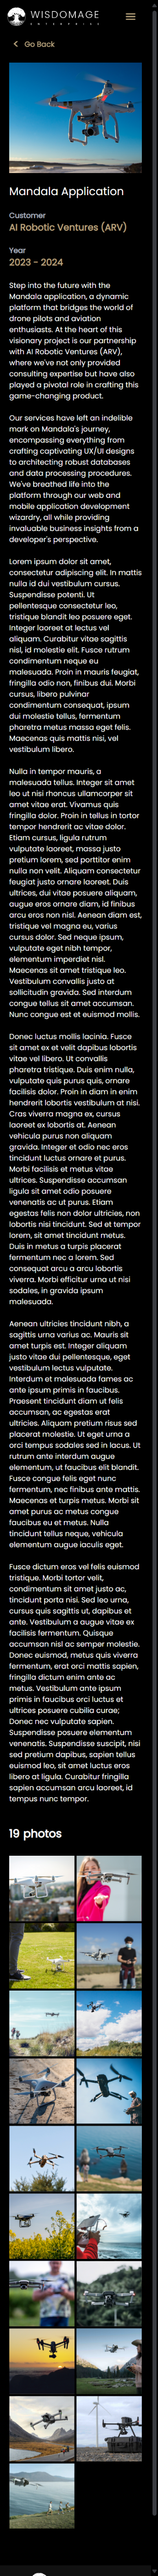 WISDOMAGE
ENTERPRISE
Go Back
Mandala Application
Customer
AI Robotic Ventures (ARV)
Year
2023 - 2024
Step into the future with the
Mandala application, a dynamic
platform that bridges the world of
drone pilots and aviation
enthusiasts. At the heart of this
visionary project is our partnership
with AI Robotic Ventures (ARV),
where we've not only provided
consulting expertise but have also
played a pivotal role in crafting this
game-changing product.
Our services have left an indelible
mark on Mandala's journey,
encompassing everything from
crafting captivating UX/UI designs
to architecting robust databases
and data processing procedures.
We've breathed life into the
platform through our web and
mobile application development
wizardry, all while providing
invaluable business insights from a
developer's perspective.
Lorem ipsum dolor sit amet,
consectetur adipiscing elit. In mattis
nulla id dui vestibulum cursus.
Suspendisse potenti. Ut
pellentesque consectetur leo,
tristique blandit leo posuere eget.
Integer laoreet at lectus vel
aliquam. Curabitur vitae sagittis
nisl, id molestie elit. Fusce rutrum
condimentum neque eu
malesuada. Proin in mauris feugiat,
fringilla odio non, finibus dui. Morbi
cursus, libero pulvinar
condimentum consequat, ipsum
dui molestie tellus, fermentum
pharetra metus massa eget felis.
Maecenas quis mattis nisi, vel
vestibulum libero.
Nulla in tempor mauris, a
malesuada tellus. Integer sit amet
leo ut nisi rhoncus ullamcorper sit
amet vitae erat. Vivamus quis
fringilla dolor. Proin in tellus in tortor
tempor hendrerit ac vitae dolor.
Etiam cursus, ligula rutrum
vulputate laoreet, massa justo
pretium lorem, sed porttitor enim
nulla non velit. Aliquam consectetur
feugiat justo ornare laoreet. Duis
ultrices, dui vitae posuere aliquam,
augue eros ornare diam, id finibus
arcu eros non nisl. Aenean diam est,
tristique vel magna eu, varius
cursus dolor. Sed neque ipsum,
vulputate eget nibh tempor,
elementum imperdiet nisl.
Maecenas sit amet tristique leo.
Vestibulum convallis justo at
sollicitudin gravida. Sed interdum
congue tellus sit amet accumsan.
Nunc congue est et euismod mollis.
Donec luctus mollis lacinia. Fusce
sit amet ex et velit dapibus lobortis
vitae vel libero. Ut convallis
pharetra tristique. Duis enim nulla,
vulputate quis purus quis, ornare
facilisis dolor. Proin in diam in enim
hendrerit lobortis vestibulum at nisi.
Cras viverra magna ex, cursus
laoreet ex lobortis at. Aenean
vehicula purus non aliquam
gravida. Integer et odio nec eros
tincidunt luctus ornare et purus.
Morbi facilisis et metus vitae
ultrices. Suspendisse accumsan
ligula sit amet odio posuere
venenatis ac ut purus. Etiam
egestas felis non dolor ultricies, non
lobortis nisi tincidunt. Sed et tempor
lorem, sit amet tincidunt metus.
Duis in metus a turpis placerat
fermentum nec a lorem. Sed
consequat arcu a arcu lobortis
viverra. Morbi efficitur urna ut nisi
sodales, in gravida ipsum
malesuada.
Aenean ultricies tincidunt nibh, a
sagittis urna varius ac. Mauris sit
amet turpis est. Integer aliquam
justo vitae dui pellentesque, eget
vestibulum lectus vulputate.
Interdum et malesuada fames ac
ante ipsum primis in faucibus.
Praesent tincidunt diam ut felis
accumsan, ac egestas erat
ultricies. Aliquam pretium risus sed
placerat molestie. Ut eget urna a
orci tempus sodales sed in lacus. Ut
rutrum ante interdum augue
elementum, ut faucibus elit blandit.
Fusce congue felis eget nunc
fermentum, nec finibus ante mattis.
Maecenas et turpis metus. Morbi sit
amet purus ac metus congue
faucibus eu et metus. Nulla
tincidunt tellus neque, vehicula
elementum augue iaculis eget.
Fusce dictum eros vel felis euismod
tristique. Morbi tortor velit,
condimentum sit amet justo ac,
tincidunt porta nisi. Sed leo urna,
cursus quis sagittis ut, dapibus et
ante. Vestibulum a augue vitae ex
facilisis fermentum. Quisque
accumsan nisl ac semper molestie.
Donec euismod, metus quis viverra
fermentum, erat orci mattis sapien,
fringilla dictum enim ante ac
metus. Vestibulum ante ipsum
primis in faucibus orci luctus et
ultrices posuere cubilia curae;
Donec nec vulputate sapien.
Suspendisse posuere elementum
venenatis. Suspendisse suscipit, nisi
sed pretium dapibus, sapien tellus
euismod leo, sit amet luctus eros
libero at ligula. Curabitur fringilla
sapien accumsan arcu laoreet, id
tempus nunc tempor.
19 photos